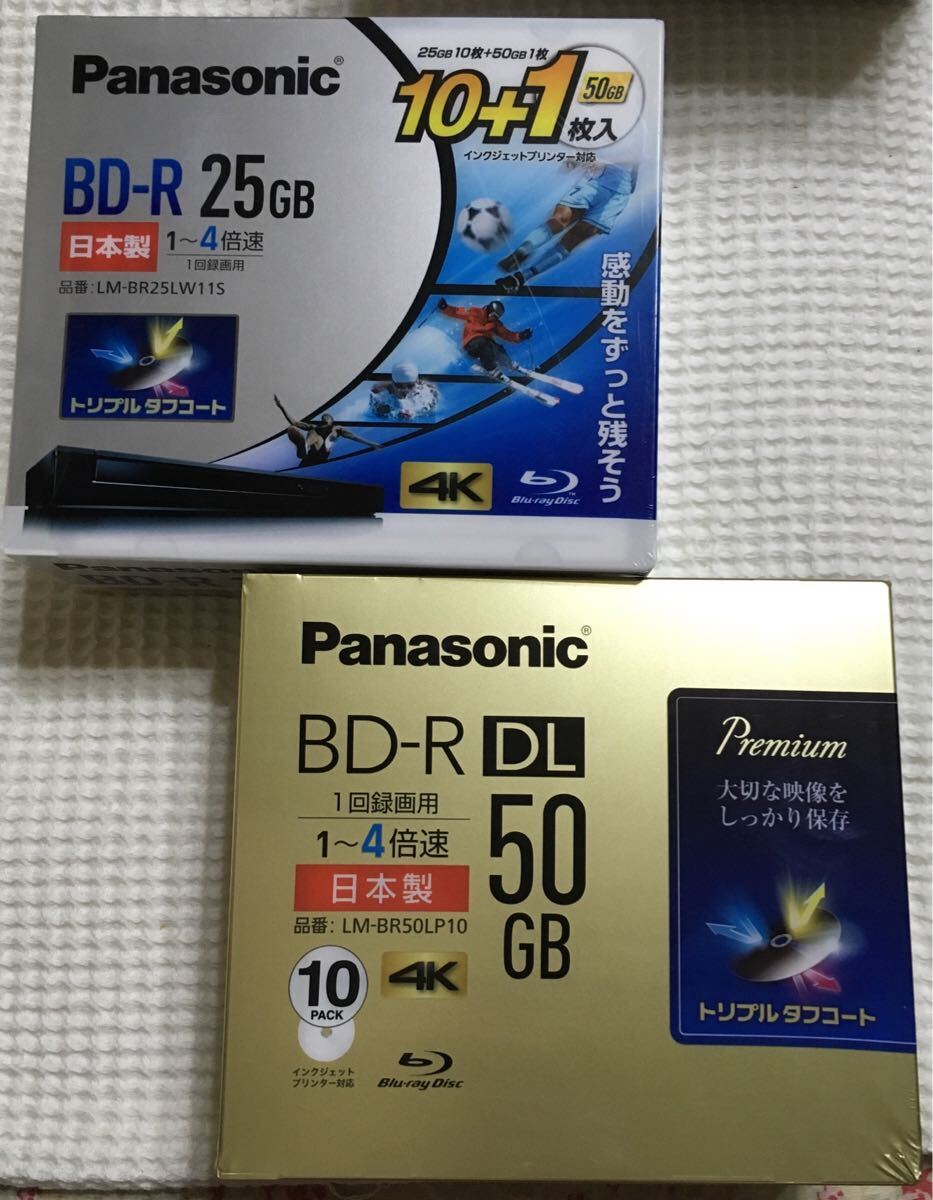 Panasonic®
25GB 10枚+50GB 1枚
10+1枚入
50GB
インクジェットプリンター対応
BD-R 25GB
日本製
1~4倍速
1回録画用
品番: LM-BR25LW11S
トリプル タフコート
感動をずっと残そう
4K
Blu-ray Disc™
Panasonic
BD-R
Panasonic®
BD-R DL
1回録画用
1~4倍速
日本製
50GB
品番: LM-BR50LP10
10
PACK
4K
インクジェット
プリンター対応
Blu-ray Disc
Premium
大切な映像を
しっかり保存
トリプル タフコート